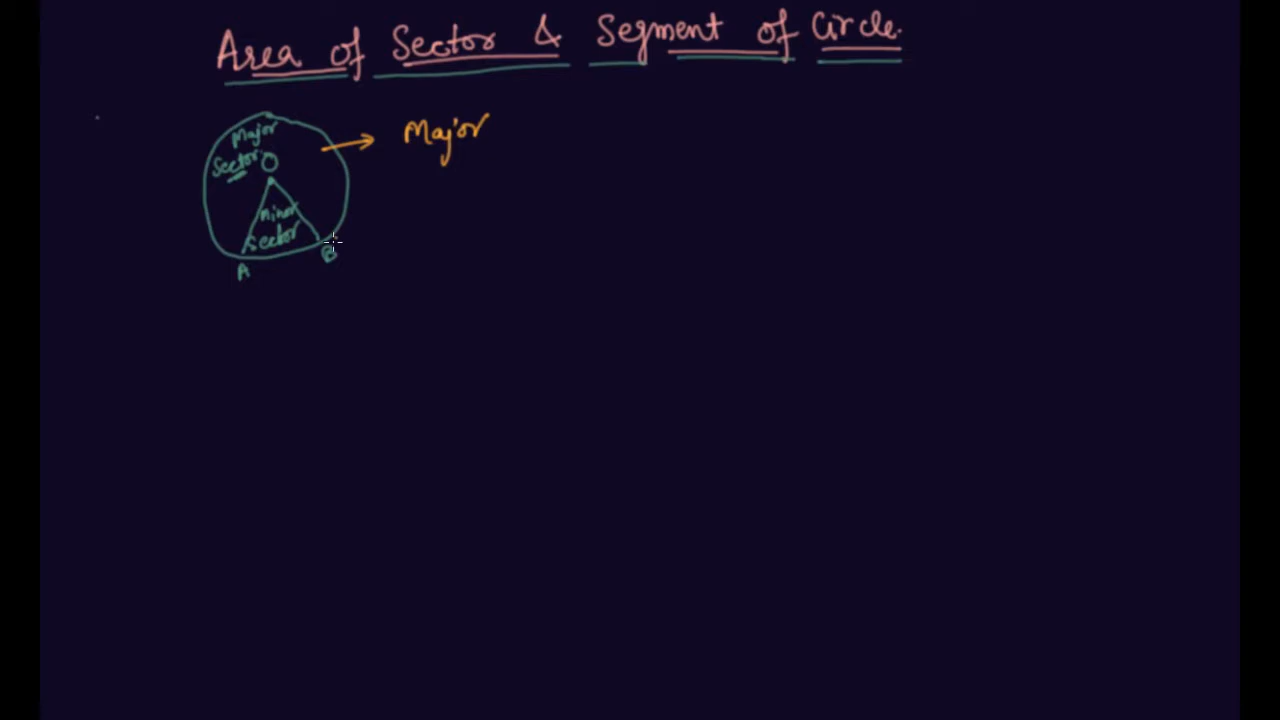 Area of Sector & Segment of Circle.
Major
Sector
O
Major
minor
sector
A
B